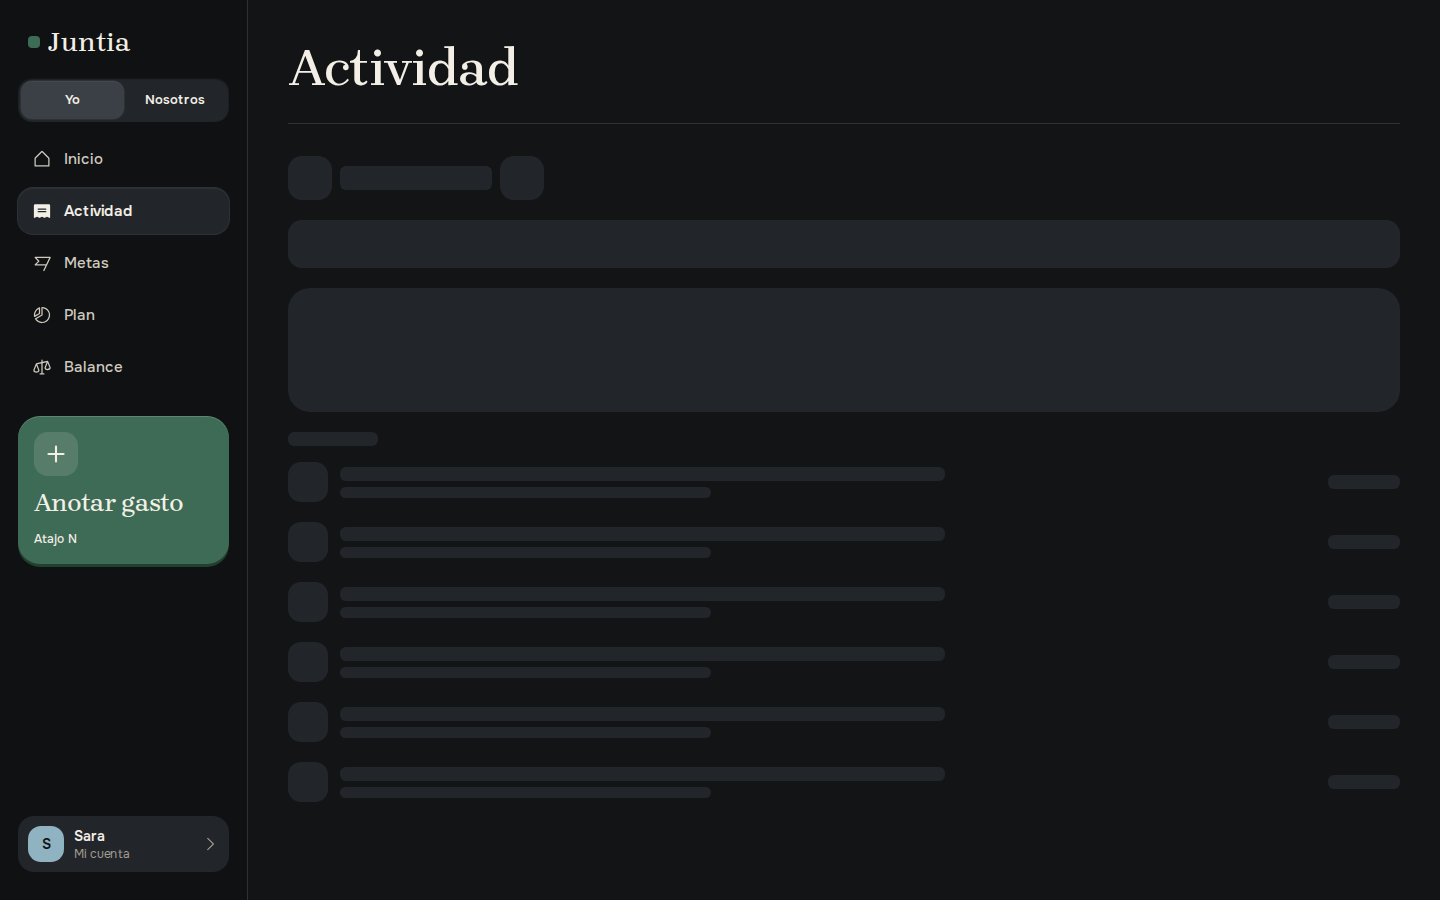 Juntia
Yo
Nosotros
Inicio
Actividad
Metas
Plan
Balance
Anotar gasto
Atajo N
S
Sara
Mi cuenta
Actividad